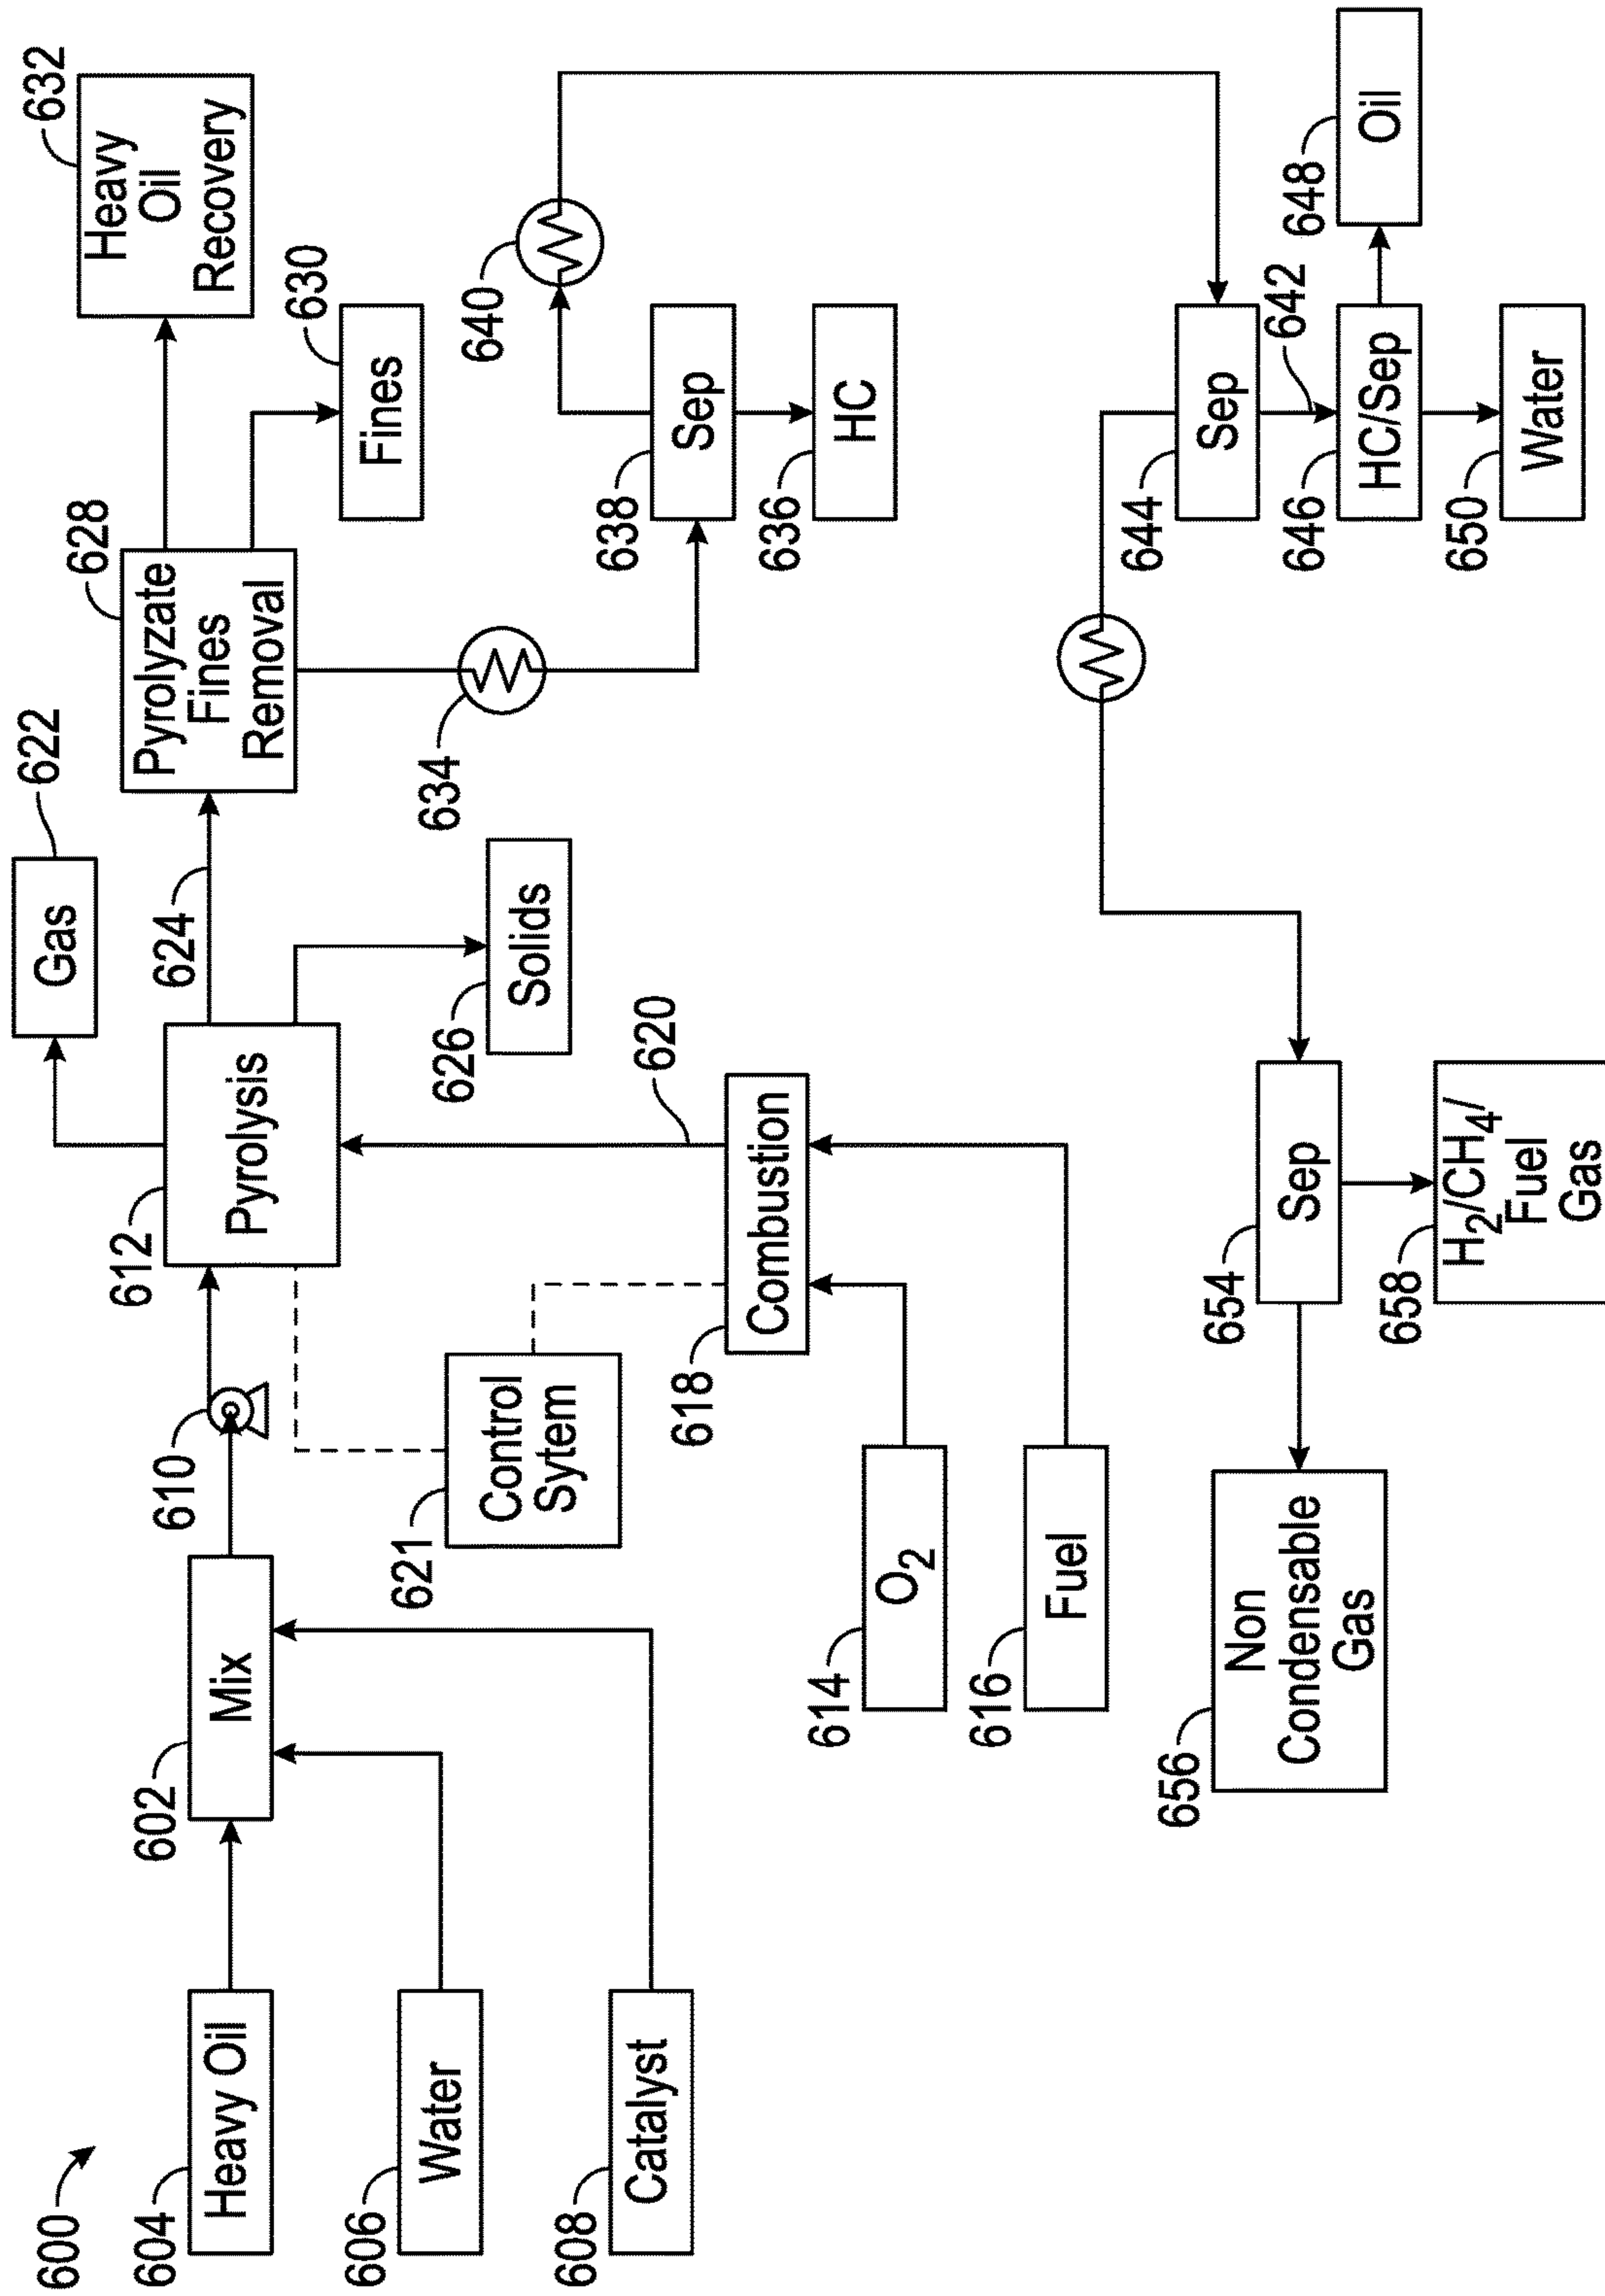 600
604
Heavy Oil
606
Water
608
Catalyst
602
Mix
610
612
Pyrolysis
621
Control
Sytem
614
O2
616
Fuel
618
Combustion
620
622
Gas
624
626
Solids
628
Pyrolyzate
Fines
Removal
630
Fines
632
Heavy
Oil
Recovery
634
638
Sep
636
HC
640
644
Sep
642
646
HC/Sep
648
Oil
650
Water
654
Sep
656
Non
Condensable
Gas
658
H2/CH4/
Fuel
Gas